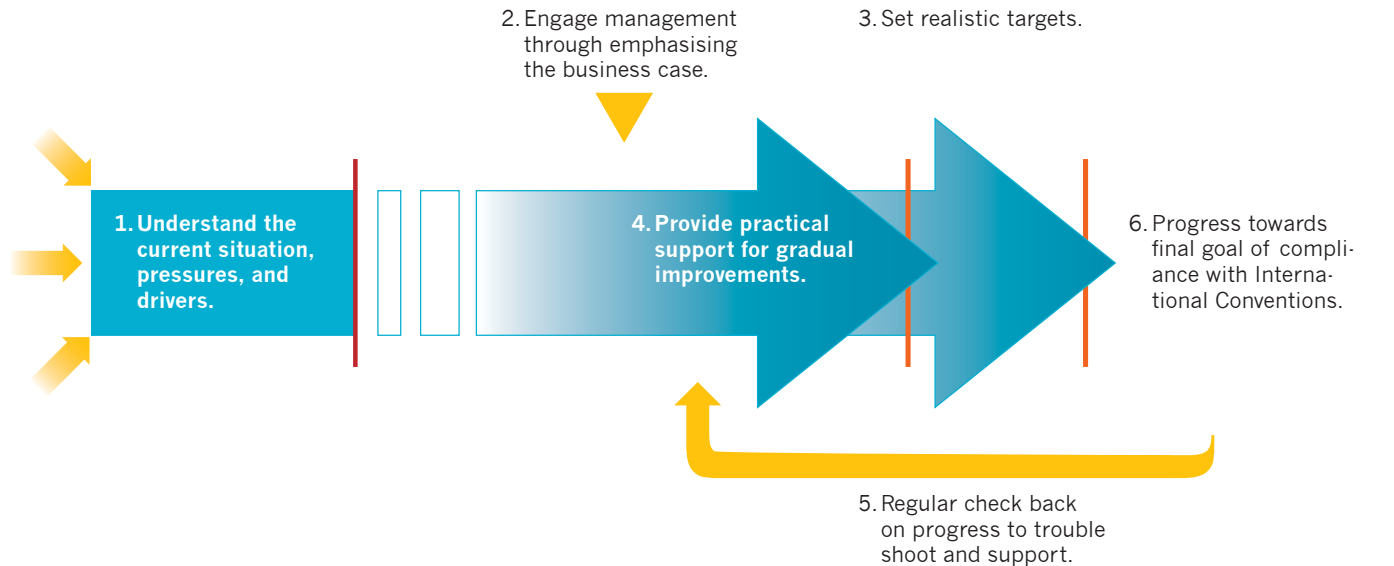 1. Understand the
current situation,
pressures, and
drivers.
2. Engage management
through emphasising
the business case.
3. Set realistic targets.
4. Provide practical
support for gradual
improvements.
5. Regular check back
on progress to trouble
shoot and support.
6. Progress towards
final goal of compli-
ance with Interna-
tional Conventions.